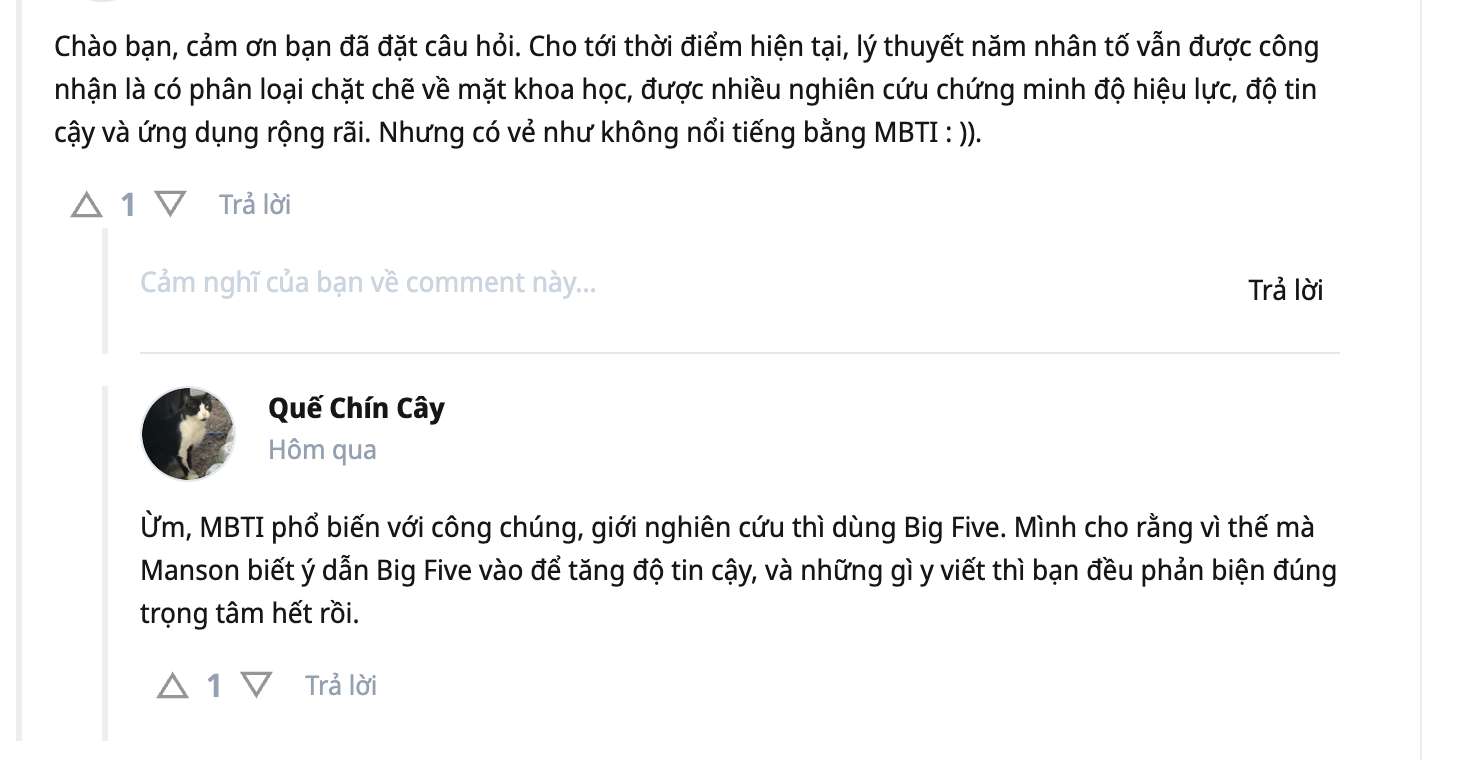 Chào bạn, cảm ơn bạn đã đặt câu hỏi. Cho tới thời điểm hiện tại, lý thuyết năm nhân tố vẫn được công
nhận là có phân loại chặt chẽ về mặt khoa học, được nhiều nghiên cứu chứng minh độ hiệu lực, độ tin
cậy và ứng dụng rộng rãi. Nhưng có vẻ như không nổi tiếng bằng MBTI : )).
1 Trả lời
Cảm nghĩ của bạn về comment này...
Trả lời
Quế Chín Cây
Hôm qua
Ừm, MBTI phổ biến với công chúng, giới nghiên cứu thì dùng Big Five. Mình cho rằng vì thế mà
Manson biết ý dẫn Big Five vào để tăng độ tin cậy, và những gì y viết thì bạn đều phản biện đúng
trọng tâm hết rồi.
1 Trả lời